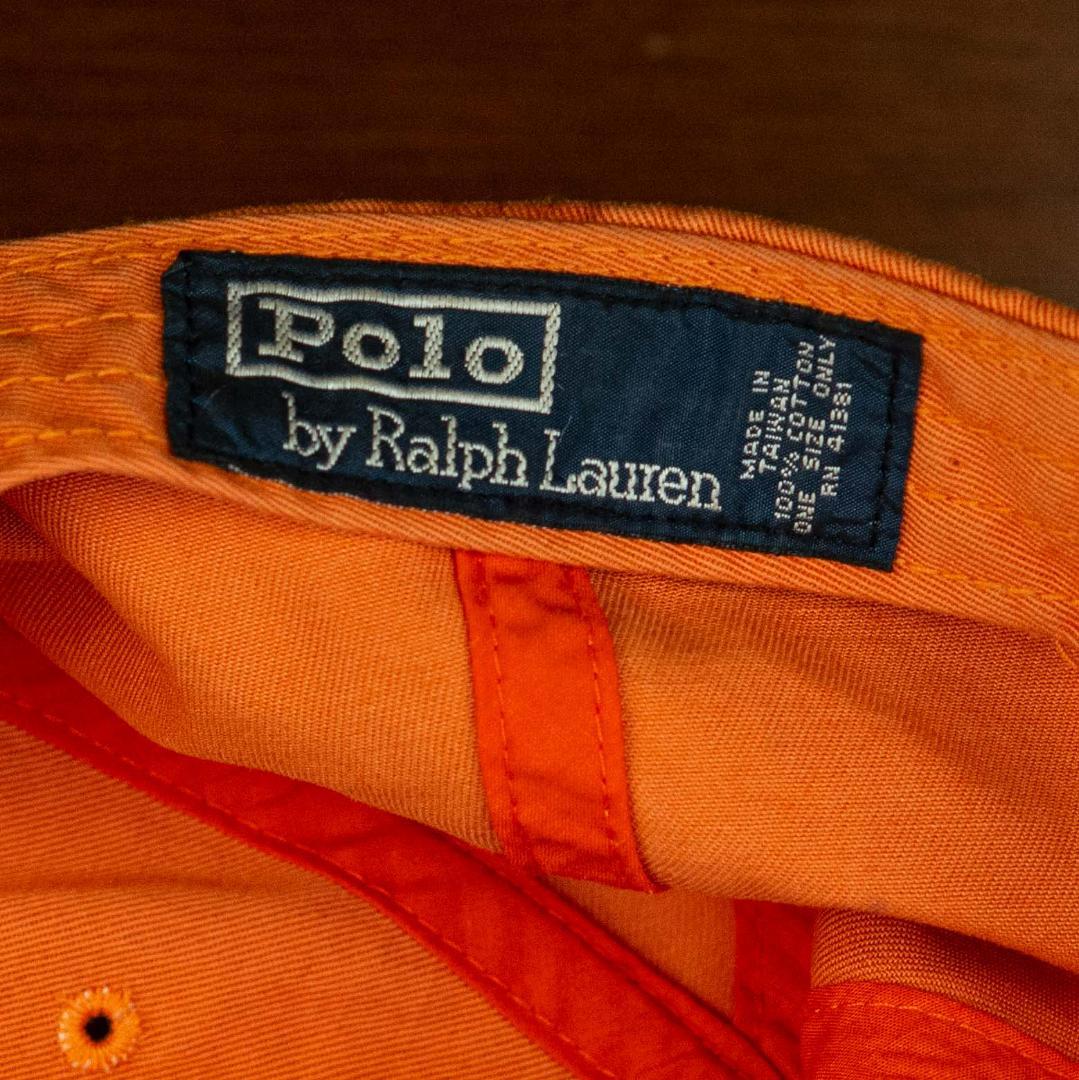 Polo
by Ralph Lauren
MADE IN
TAIWAN
100% COTTON
ONE SIZE ONLY
RN 41381